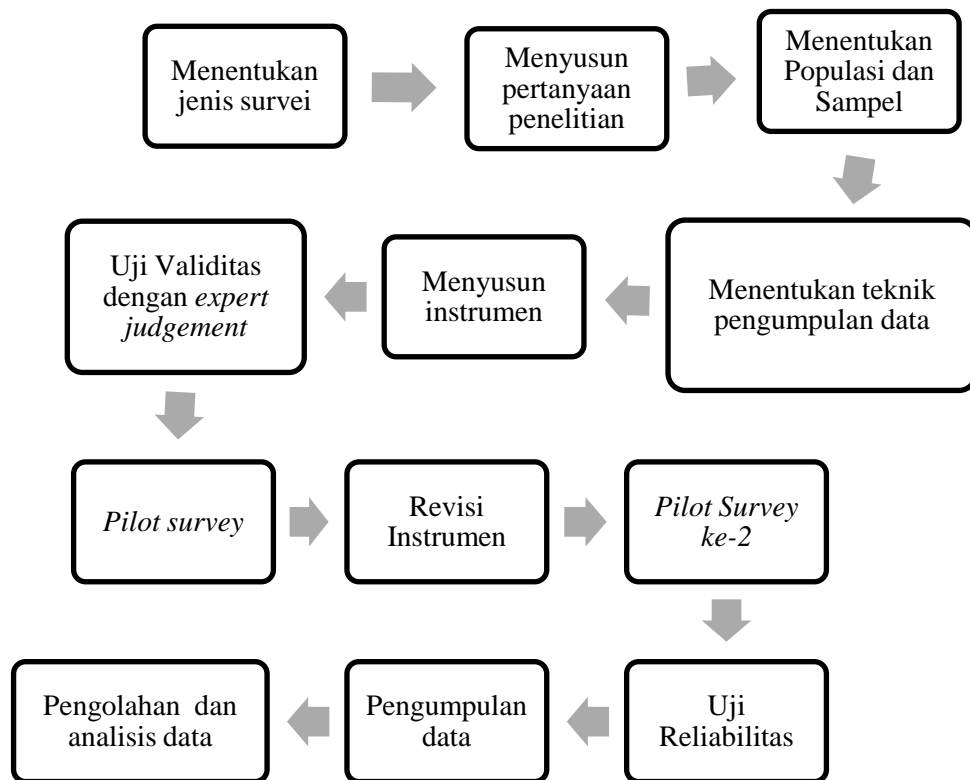 Menentukan
jenis survei
Menyusun
pertanyaan
penelitian
Menentukan
Populasi dan
Sampel
Menentukan teknik
pengumpulan data
Menyusun
instrumen
Uji Validitas
dengan expert
judgement
Pilot survey
Revisi
Instrumen
Pilot Survey
ke-2
Uji
Reliabilitas
Pengumpulan
data
Pengolahan dan
analisis data